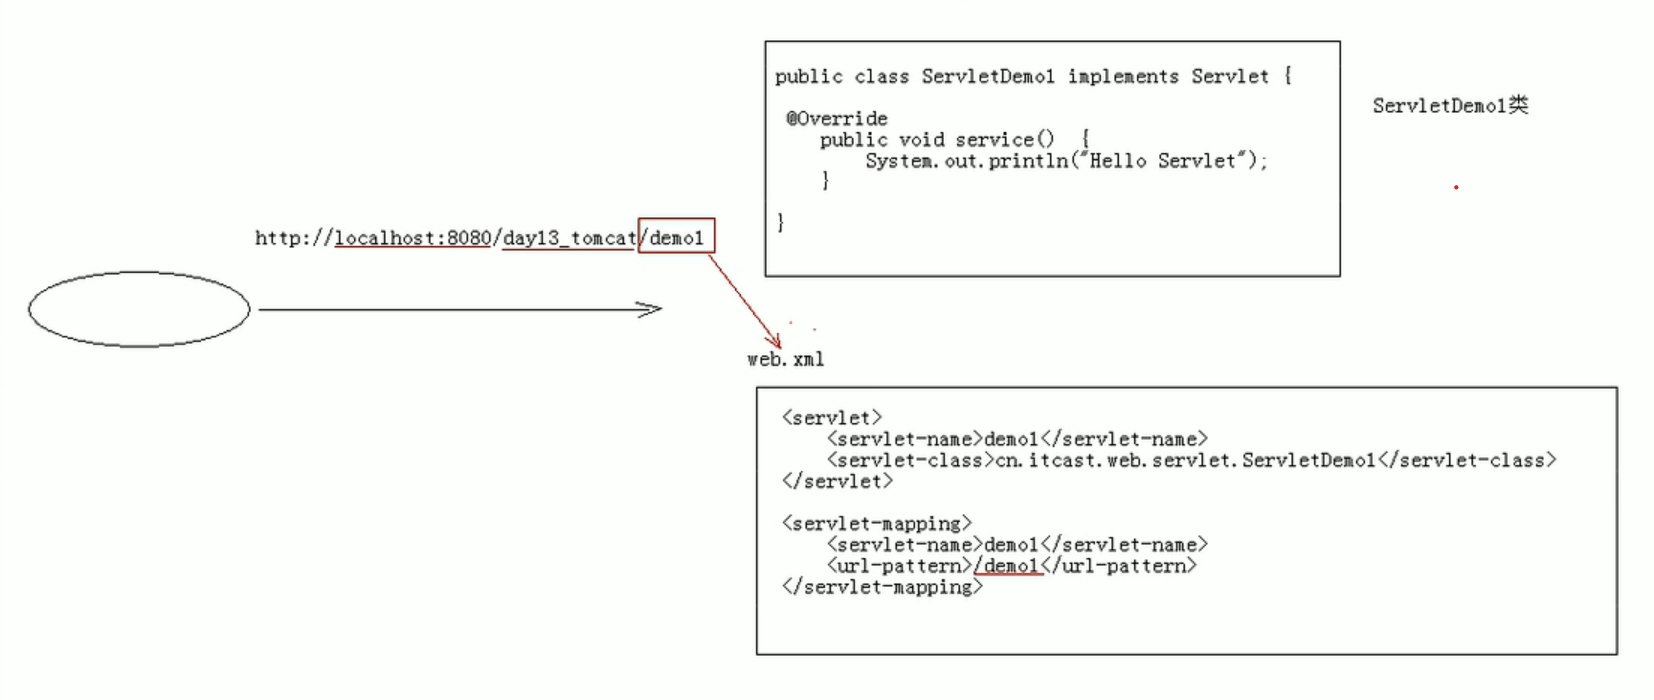 public class ServletDemo1 implements Servlet {
@Override
public void service() {
System.out.println("Hello Servlet");
}
}
ServletDemo1类
http://localhost:8080/day13_tomcat/demo1
web.xml
<servlet>
<servlet-name>demo1</servlet-name>
<servlet-class>cn.itcast.web.servlet.ServletDemo1</servlet-class>
</servlet>
<servlet-mapping>
<servlet-name>demo1</servlet-name>
<url-pattern>/demo1</url-pattern>
</servlet-mapping>